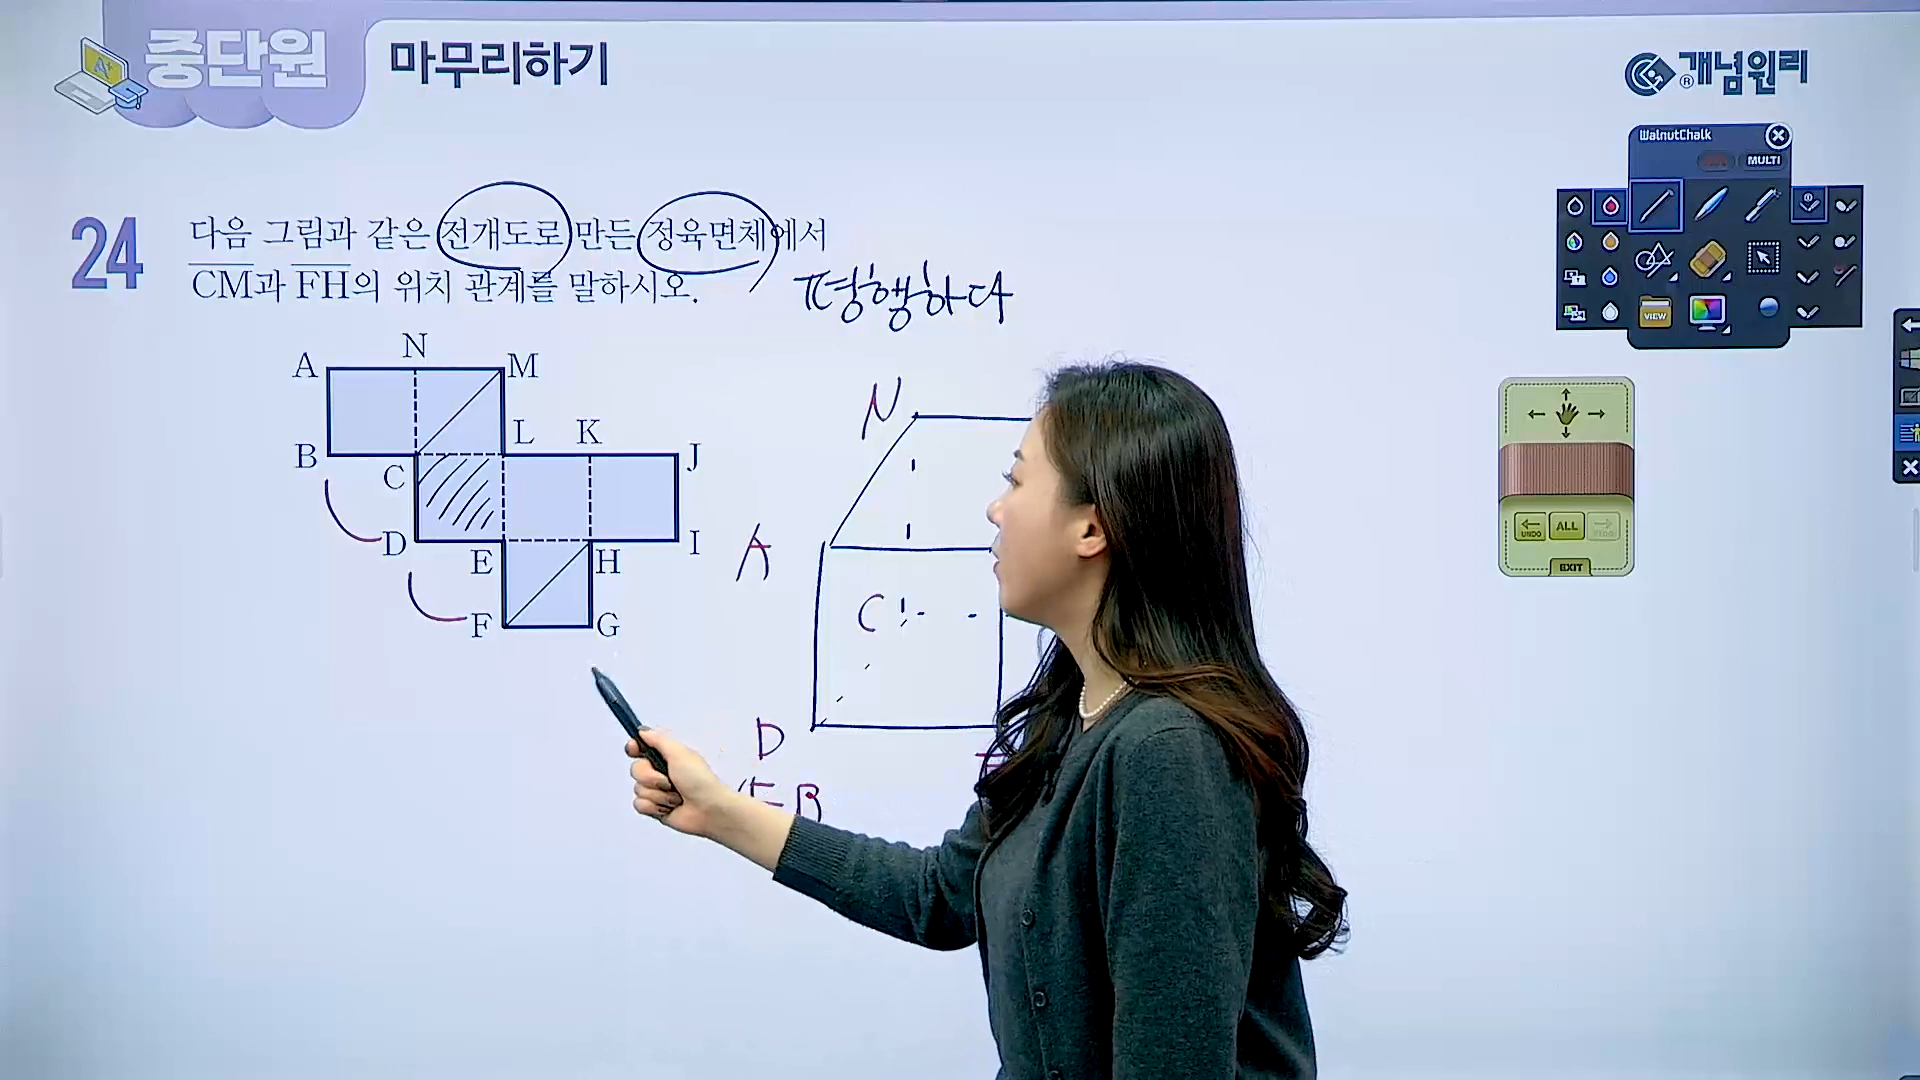 중단원 마무리하기
개념원리
®
WalnutChalk
MULTI
VIEW
24 다음 그림과 같은 전개도로 만든 정육면체에서
CM과 FH의 위치 관계를 말하시오.
평행하다
A N M
B C L K J
D E H I
F G
N
A
C
D
B
UNDO ALL
EXIT